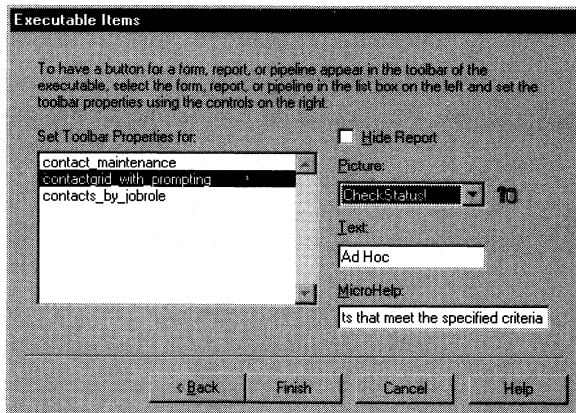 Executable Items
To have a button for a form, report, or pipeline appear in the toolbar of the
executable, select the form, report, or pipeline in the list box on the left and set the
toolbar properties using the controls on the right.
Set Toolbar Properties for:
contact_maintenance
contactgrid_with_prompting
contacts_by_jobrole
Hide Report
Picture:
CheckStatus!
Text:
Ad Hoc
MicroHelp:
ts that meet the specified criteria
< Back
Finish
Cancel
Help